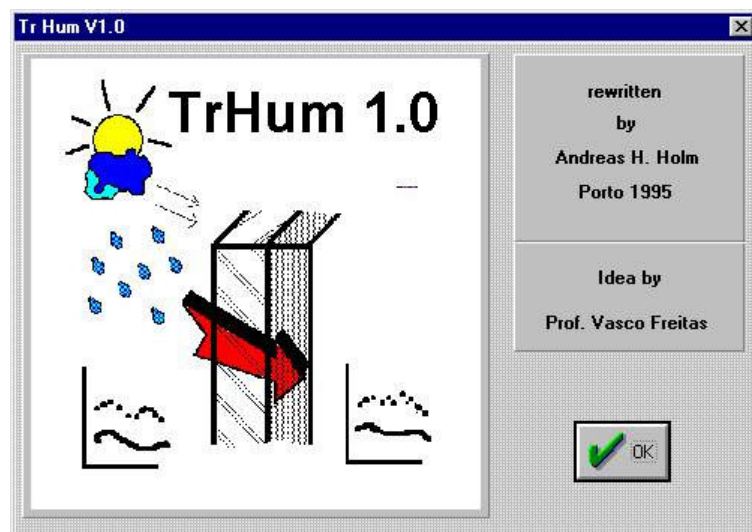 Tr Hum V1.0
TrHum 1.0
rewritten
by
Andreas H. Holm
Porto 1995
Idea by
Prof. Vasco Freitas
OK